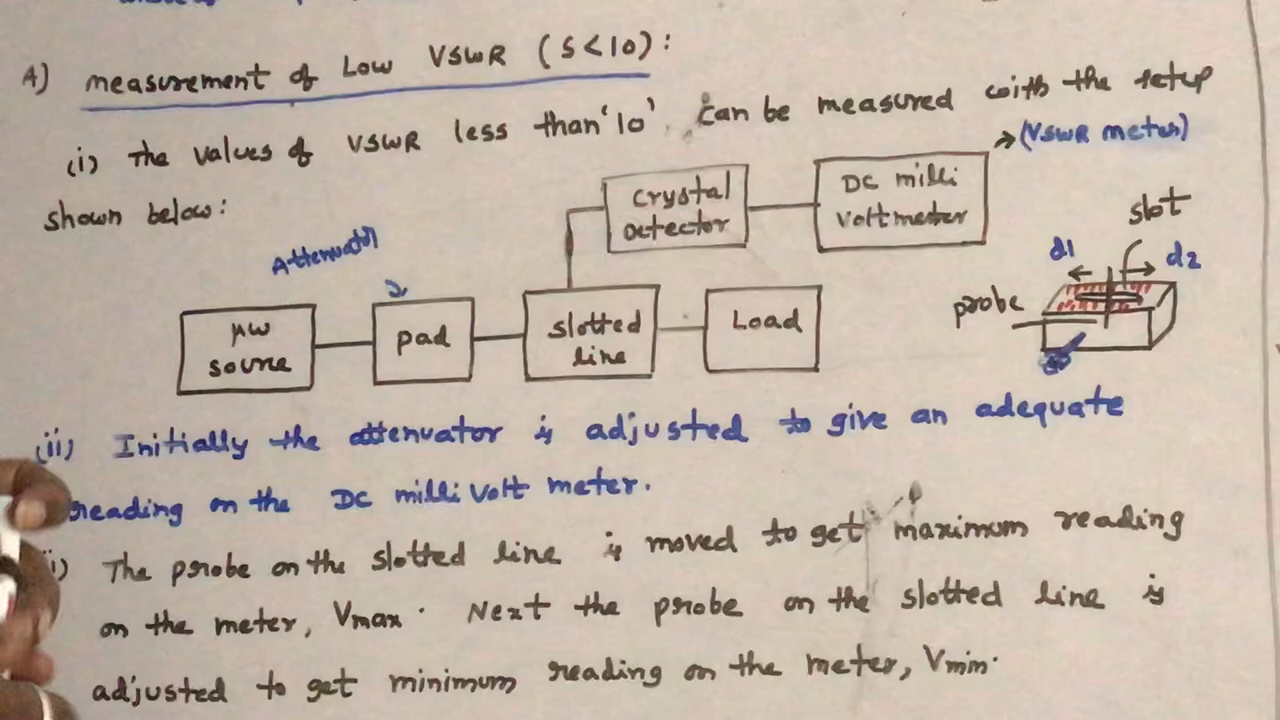 A) measurement of Low VSWR (S<10):
(i) The values of VSWR less than '10' can be measured with the setup
→ (VSWR meter)
shown below:
Crystal
detector
DC milli
voltmeter
slot
Attenuator
d1
d2
probe
μw
source
pad
slotted
line
Load
(ii) Initially the attenuator is adjusted to give an adequate
reading on the DC milli volt meter.
i) The probe on the slotted line is moved to get maximum reading
on the meter, Vmax. Next the probe on the slotted line is
adjusted to get minimum reading on the meter, Vmin.